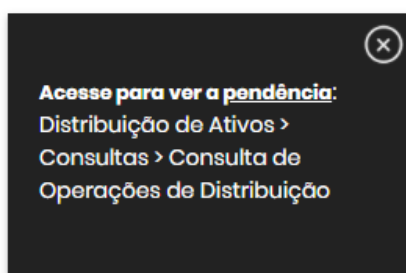 Acesse para ver a pendência:
Distribuição de Ativos >
Consultas > Consulta de
Operações de Distribuição